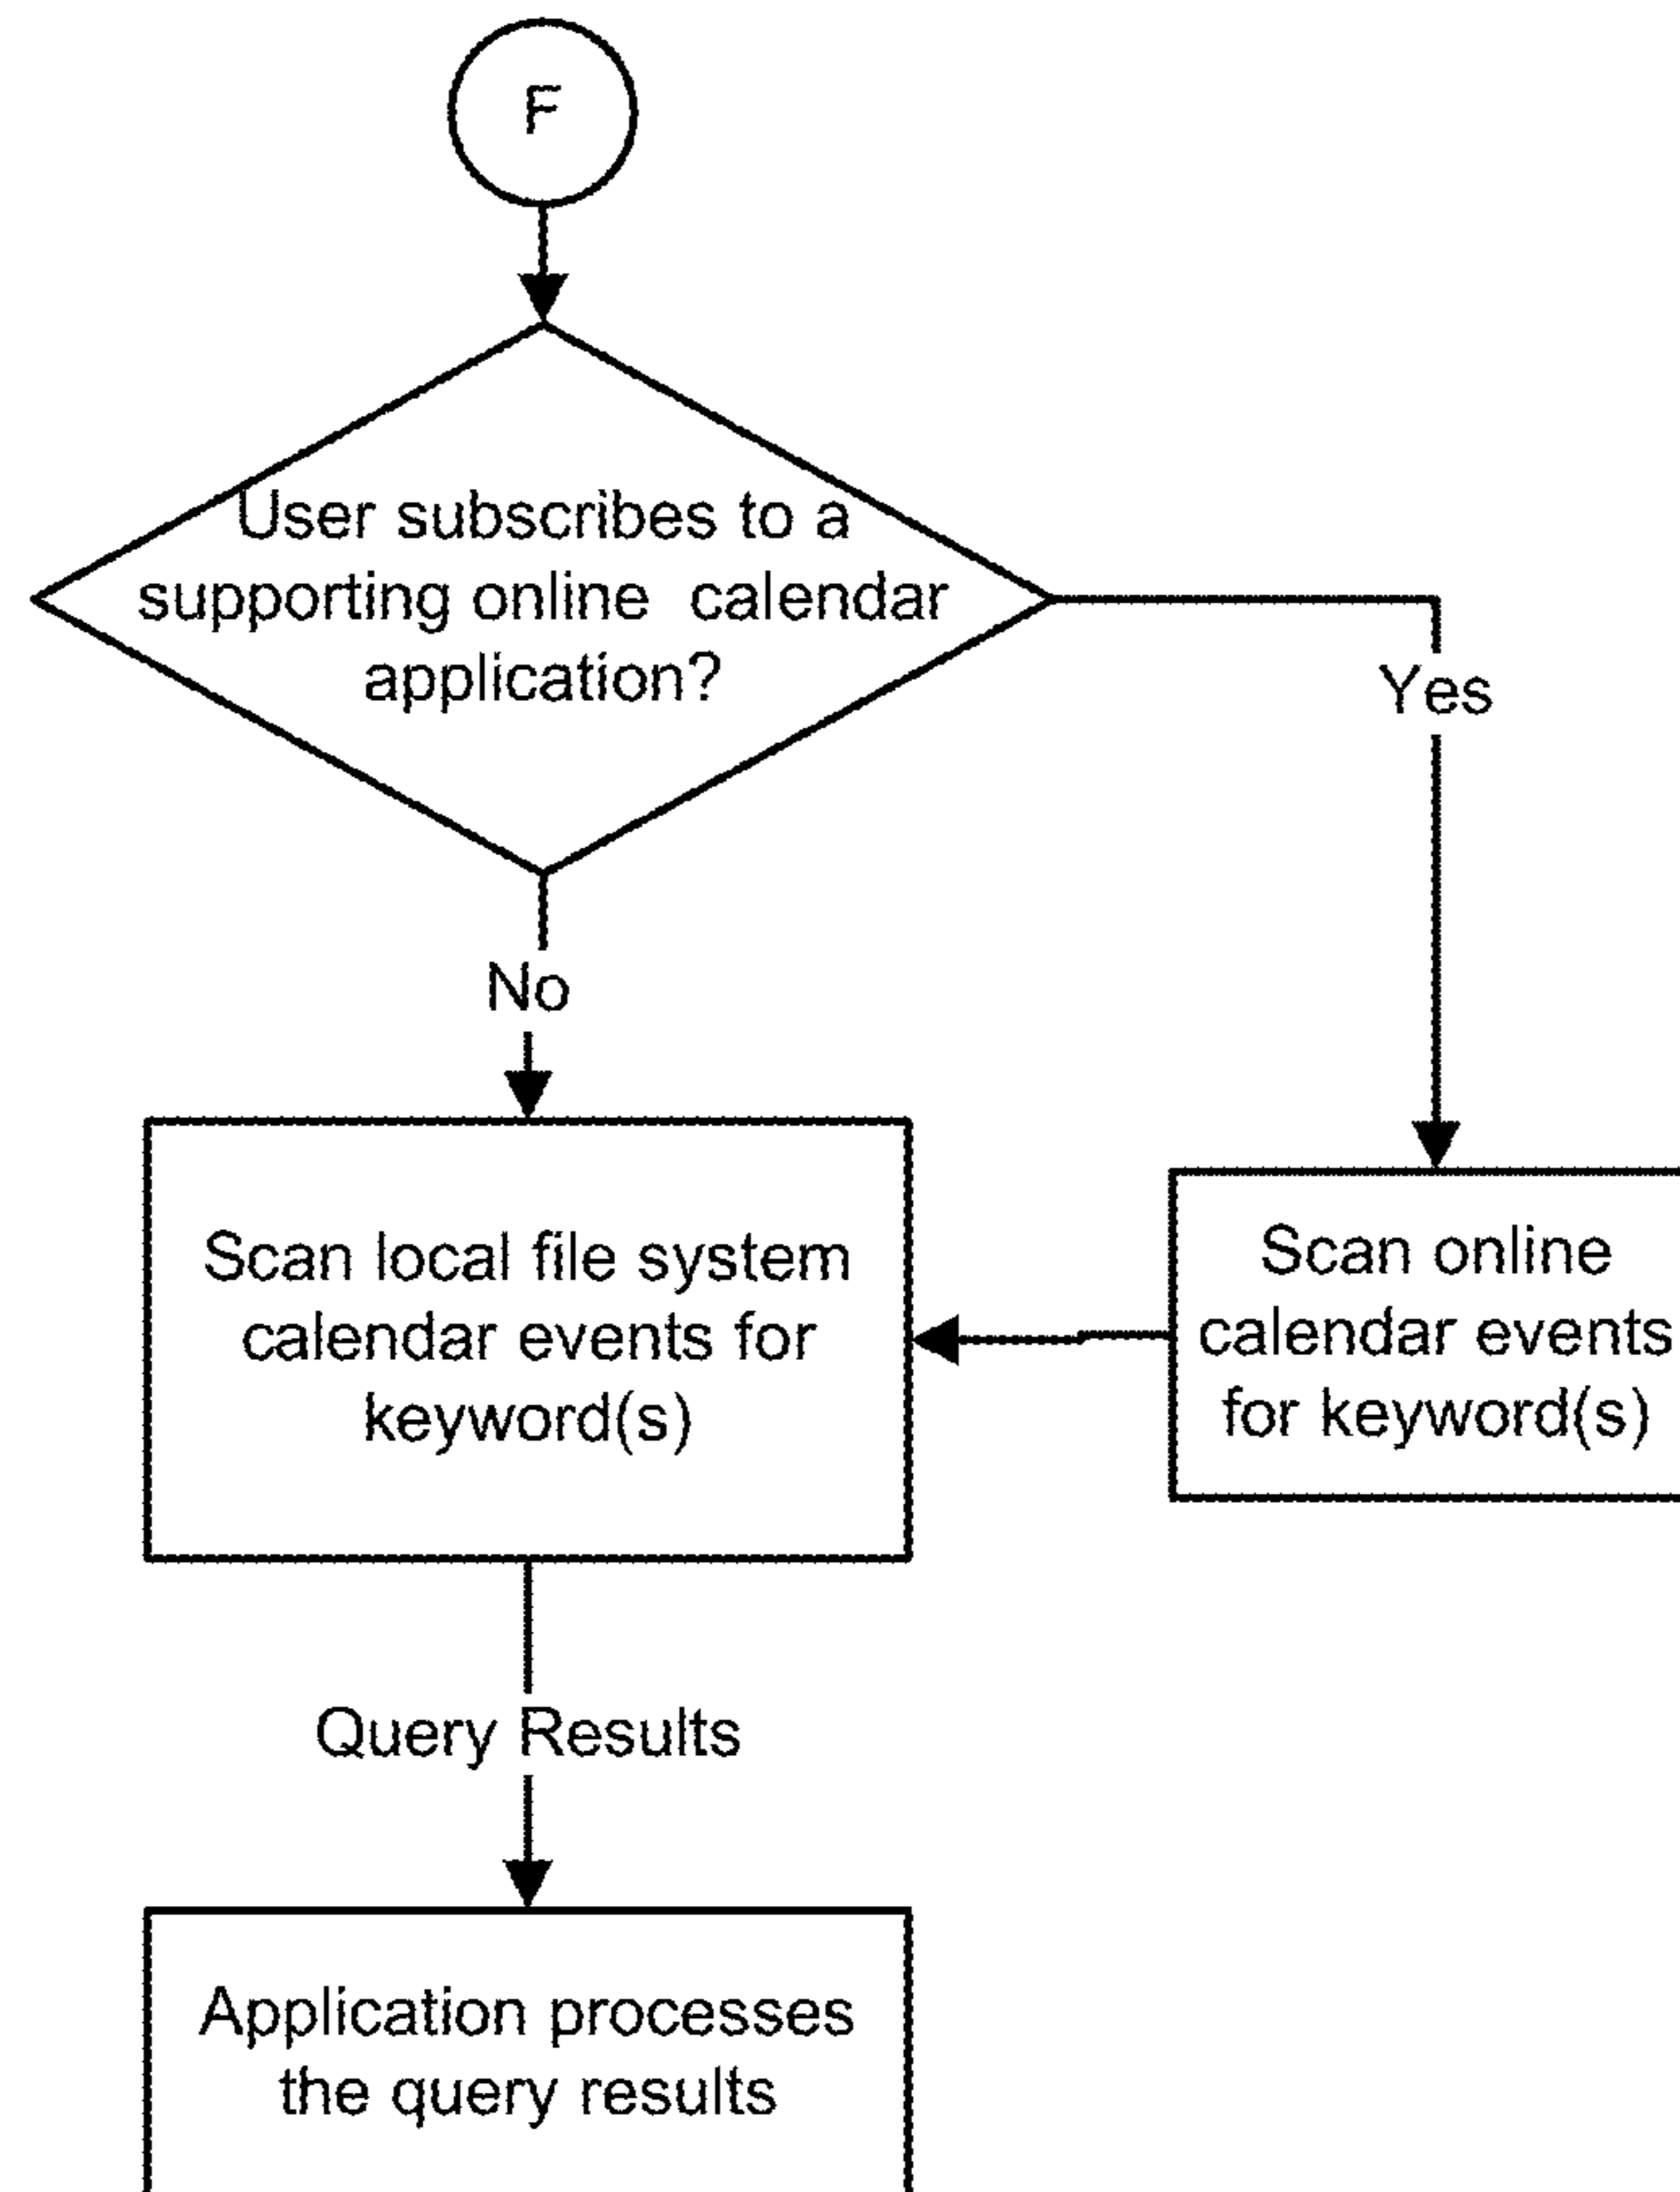 F
User subscribes to a
supporting online calendar
application?
Yes
No
Scan local file system
calendar events for
keyword(s)
Scan online
calendar events
for keyword(s)
Query Results
Application processes
the query results